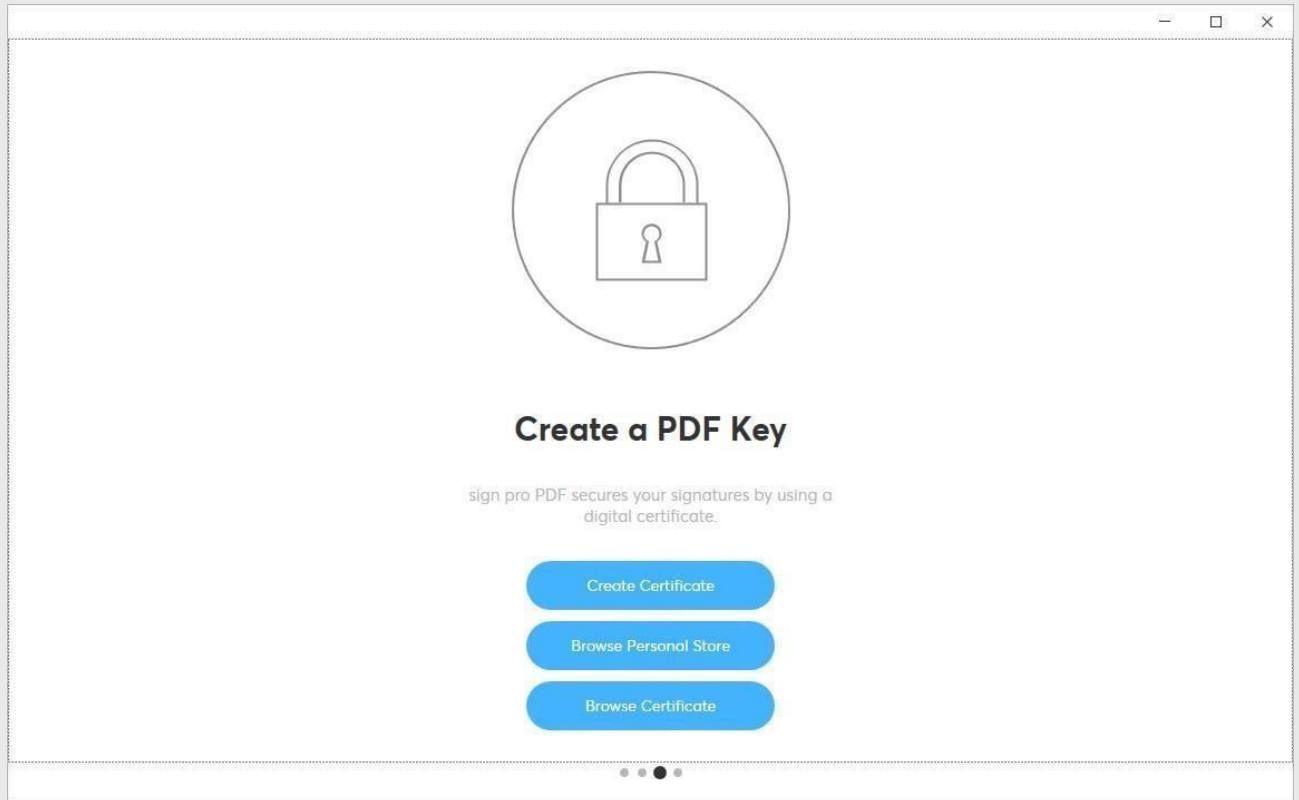 Create a PDF Key
sign pro PDF secures your signatures by using a
digital certificate.
Create Certificate
Browse Personal Store
Browse Certificate